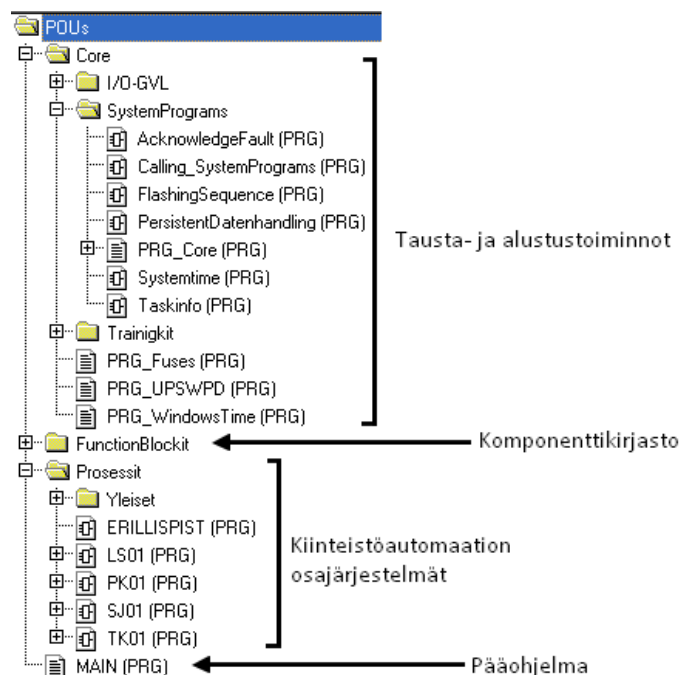 POUs
Core
I/O-GVL
SystemPrograms
AcknowledgeFault (PRG)
Calling_SystemPrograms (PRG)
FlashingSequence (PRG)
PersistentDatenhandling (PRG)
PRG_Core (PRG)
Systemtime (PRG)
Taskinfo (PRG)
Trainigkit
PRG_Fuses (PRG)
PRG_UPSWPD (PRG)
PRG_WindowsTime (PRG)
Tausta- ja alustustoiminnot
FunctionBlockit
Komponenttikirjasto
Prosessit
Yleiset
ERILLISPIST (PRG)
LS01 (PRG)
PK01 (PRG)
SJ01 (PRG)
TK01 (PRG)
Kiinteistöautomaation
osajärjestelmät
MAIN (PRG)
Pääohjelma